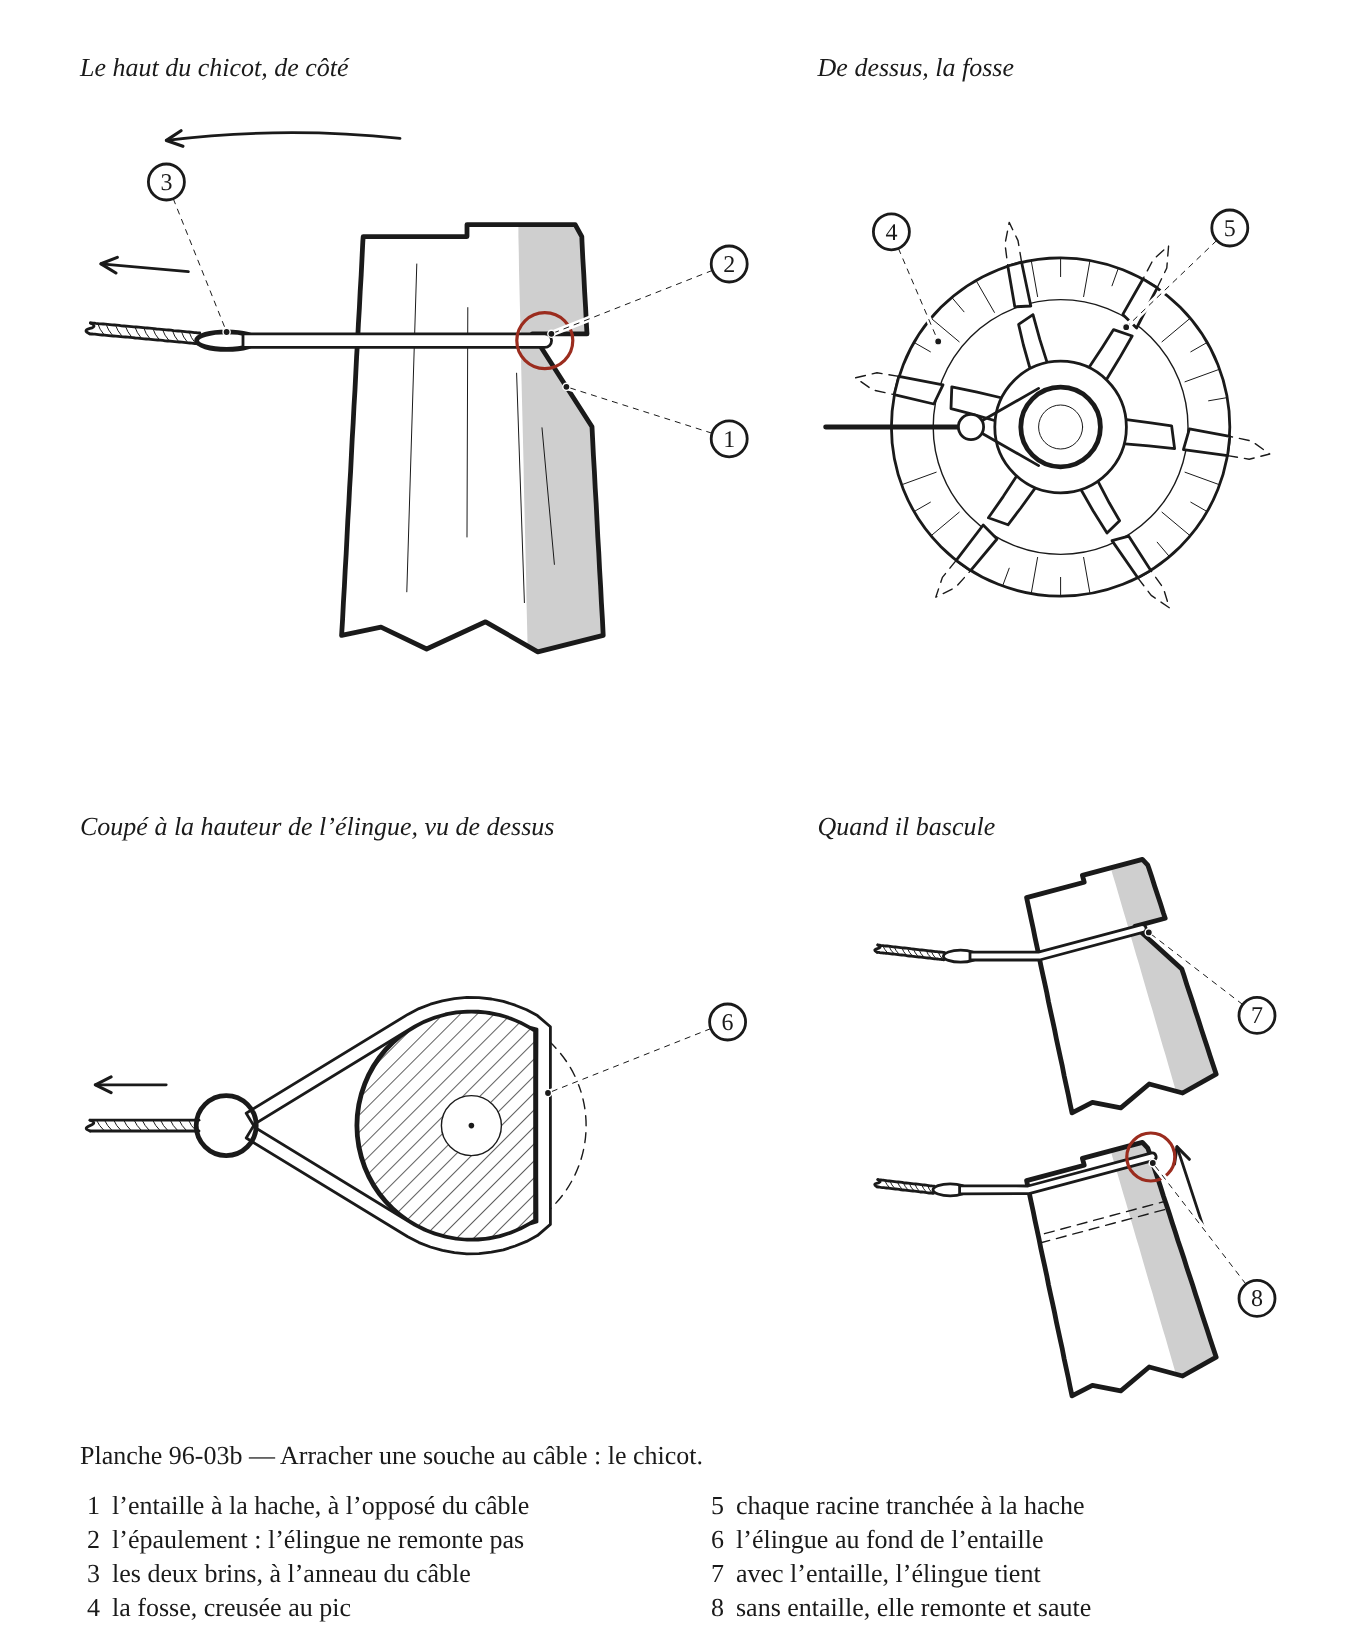 Le haut du chicot, de côté
De dessus, la fosse
3
4
5
2
1
Coupé à la hauteur de l’élingue, vu de dessus
Quand il bascule
6
7
8
Planche 96-03b — Arracher une souche au câble : le chicot.
1 l’entaille à la hache, à l’opposé du câble
2 l’épaulement : l’élingue ne remonte pas
3 les deux brins, à l’anneau du câble
4 la fosse, creusée au pic
5 chaque racine tranchée à la hache
6 l’élingue au fond de l’entaille
7 avec l’entaille, l’élingue tient
8 sans entaille, elle remonte et saute